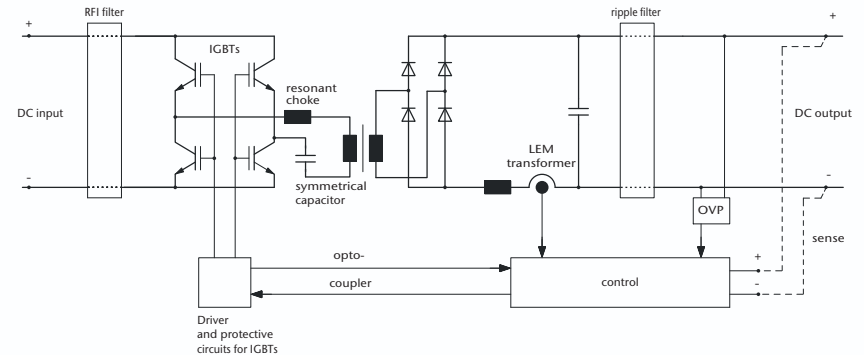 RFI filter
ripple filter
+
+
IGBTs
resonant
choke
DC input
DC output
LEM
transformer
-
-
symmetrical
capacitor
OVP
sense
opto-
+
control
coupler
-
Driver
and protective
circuits for IGBTs